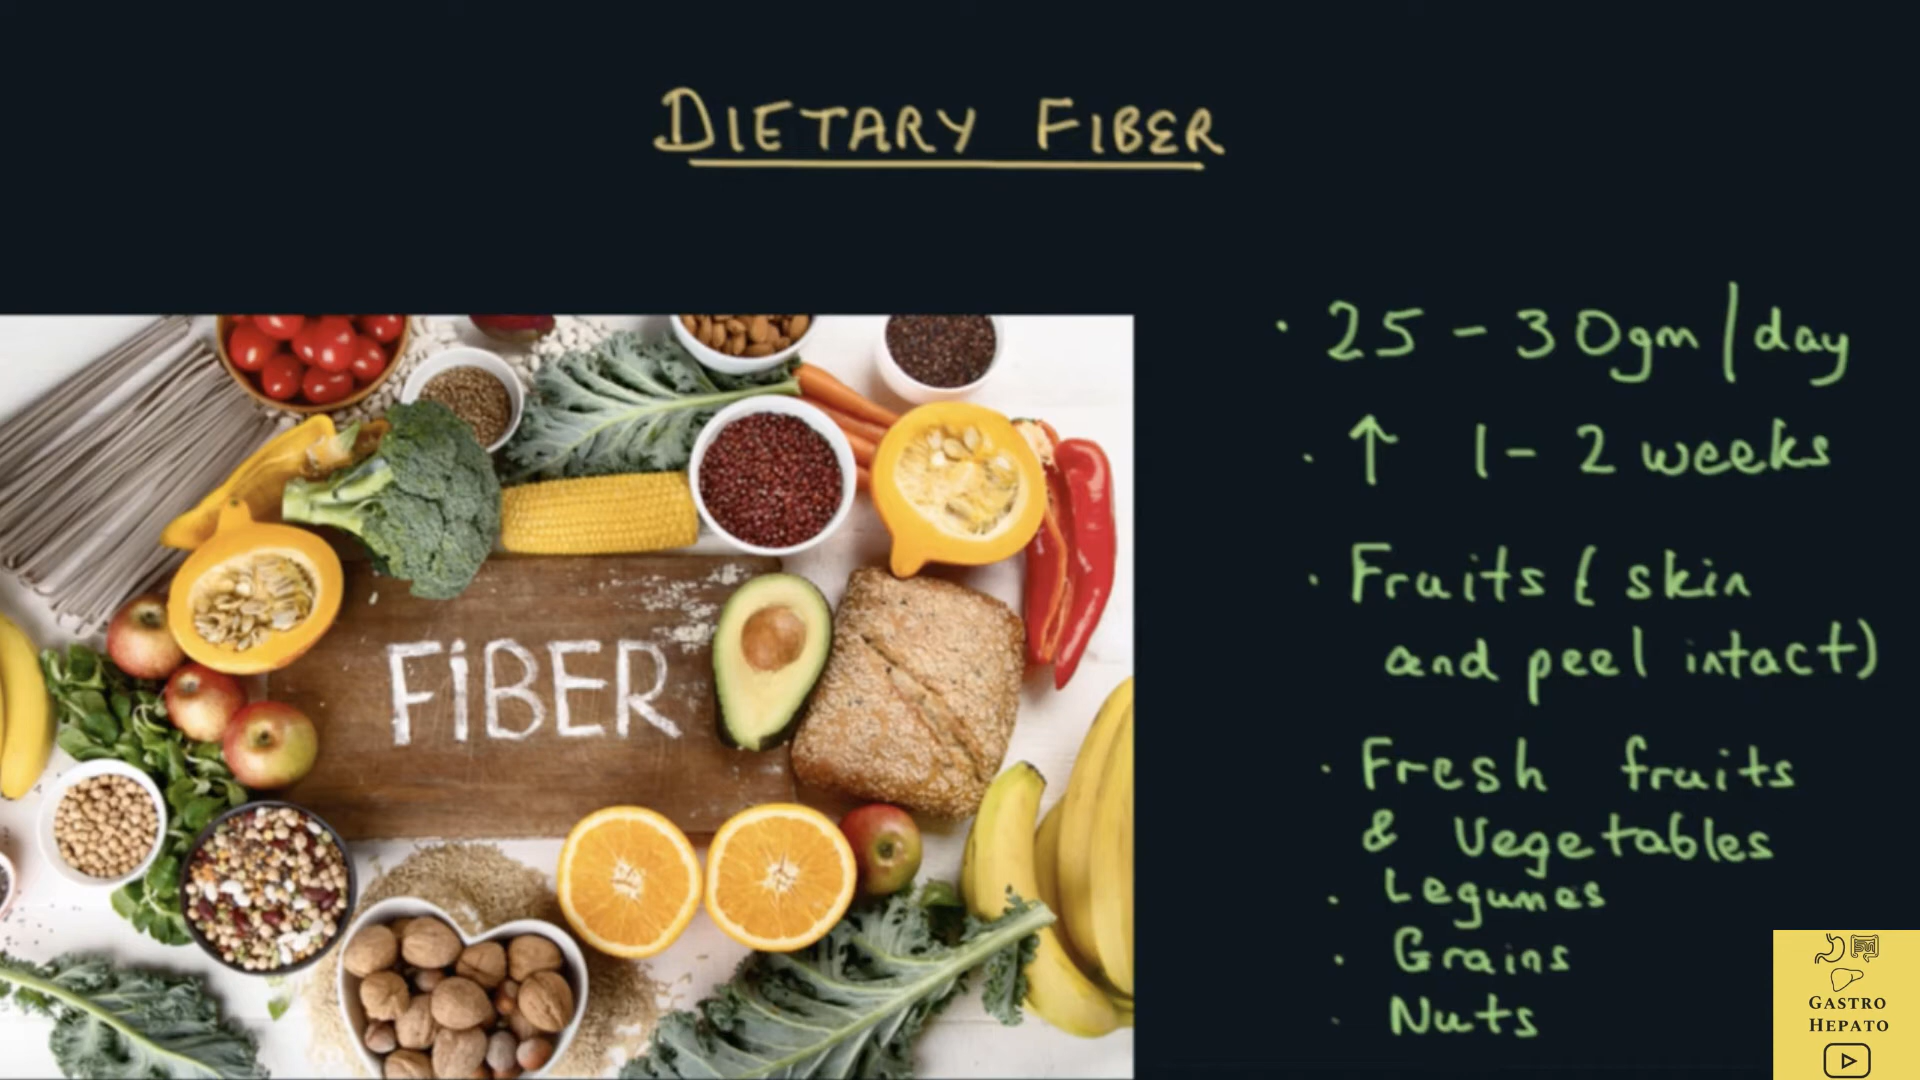 DIETARY FIBER
FiBER
· 25 - 30gm/day
· ↑ 1- 2 weeks
· Fruits ( skin
and peel intact)
· Fresh fruits
& Vegetables
· Legumes
· Grains
· Nuts
GASTRO
HEPATO